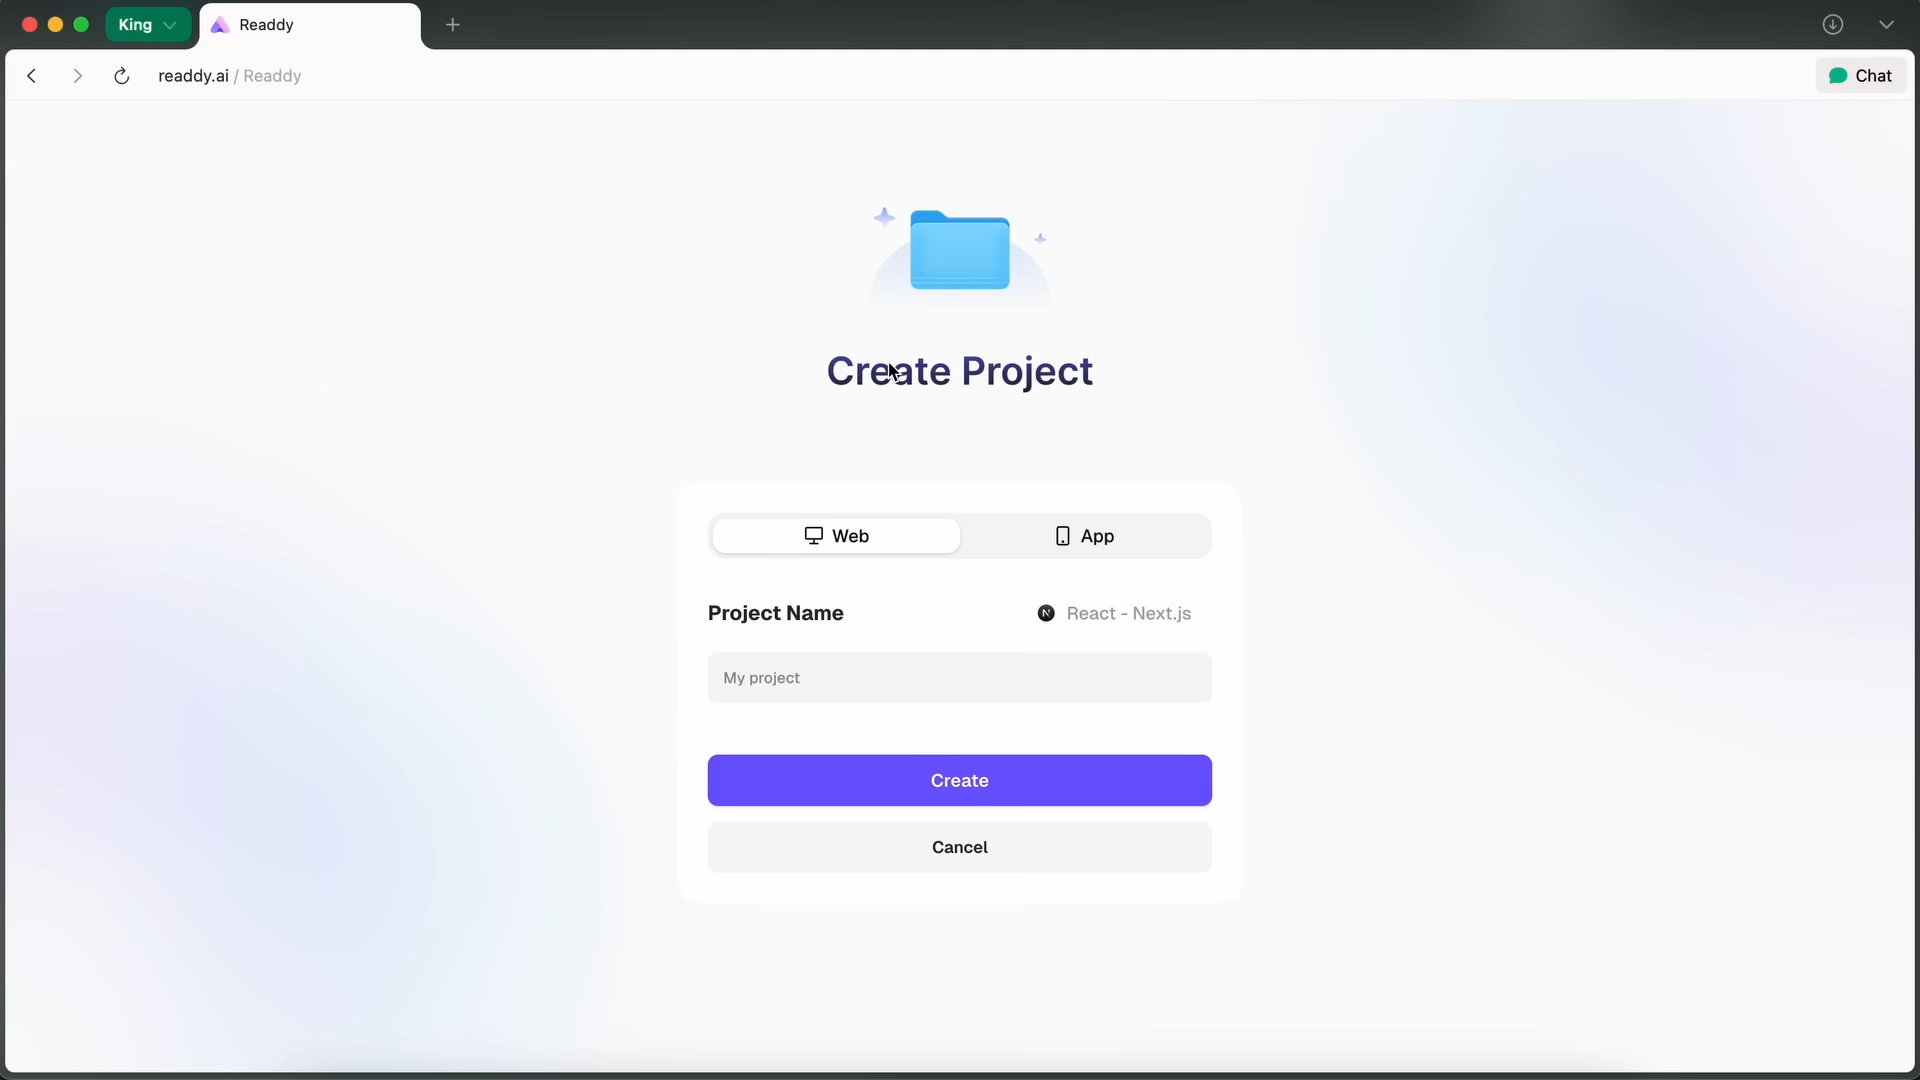 King
Readdy
readdy.ai / Readdy
Chat
Create Project
Web
App
Project Name
N
React - Next.js
My project
Create
Cancel